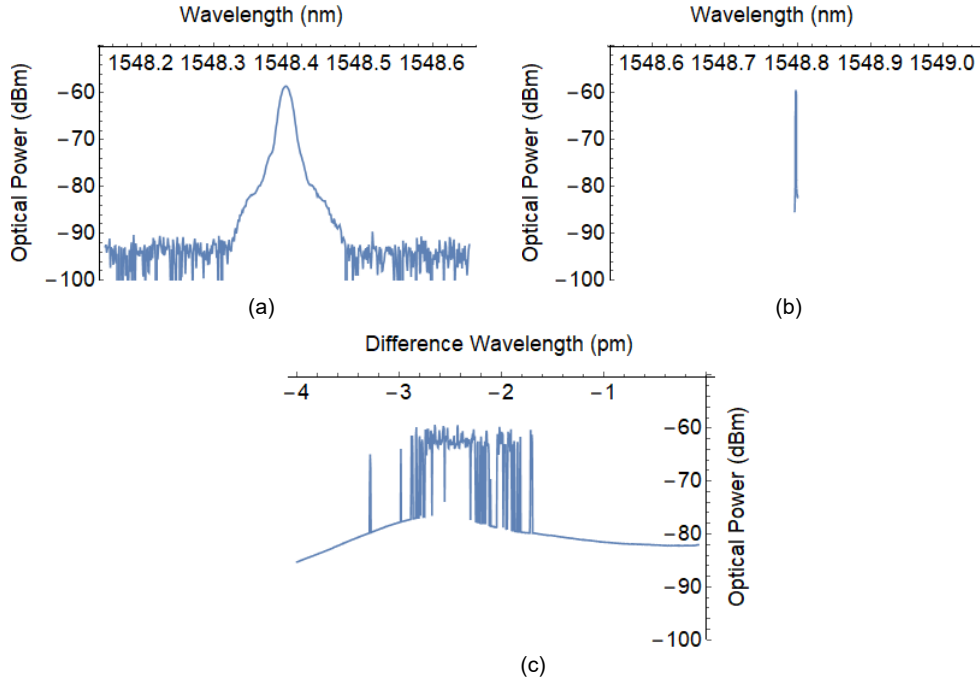 Wavelength (nm)
1548.2 1548.3 1548.4 1548.5 1548.6
Optical Power (dBm)
−60
−70
−80
−90
−100
(a)
Wavelength (nm)
1548.6 1548.7 1548.8 1548.9 1549.0
Optical Power (dBm)
−60
−70
−80
−90
−100
(b)
Difference Wavelength (pm)
−4 −3 −2 −1
−60
−70
−80
−90
−100
Optical Power (dBm)
(c)